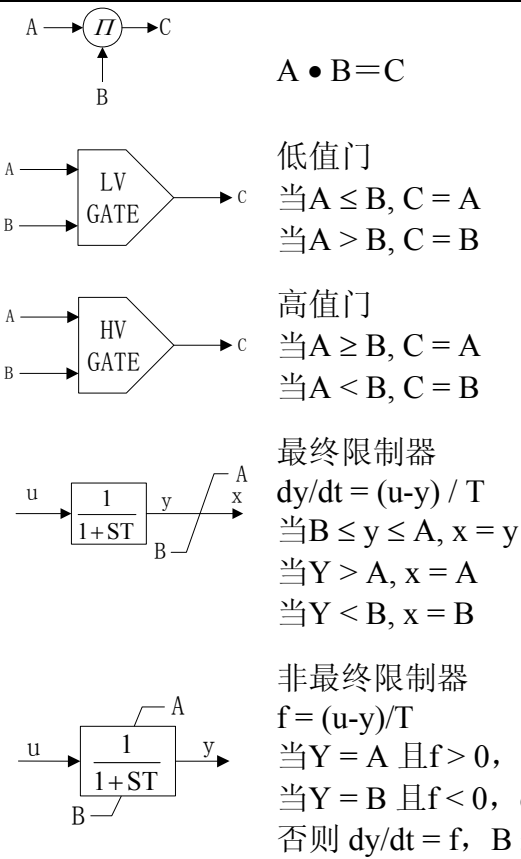 A Π C
B
A • B＝C
A
B
LV
GATE
C
低值门
当A ≤ B, C = A
当A > B, C = B
A
B
HV
GATE
C
高值门
当A ≥ B, C = A
当A < B, C = B
u
1
1+ST
y
A
x
B
最终限制器
dy/dt = (u-y) / T
当B ≤ y ≤ A, x = y
当Y > A, x = A
当Y < B, x = B
u
1
1+ST
A
y
B
非最终限制器
f = (u-y)/T
当Y = A 且f > 0，
当Y = B 且f < 0，
否则 dy/dt = f，B